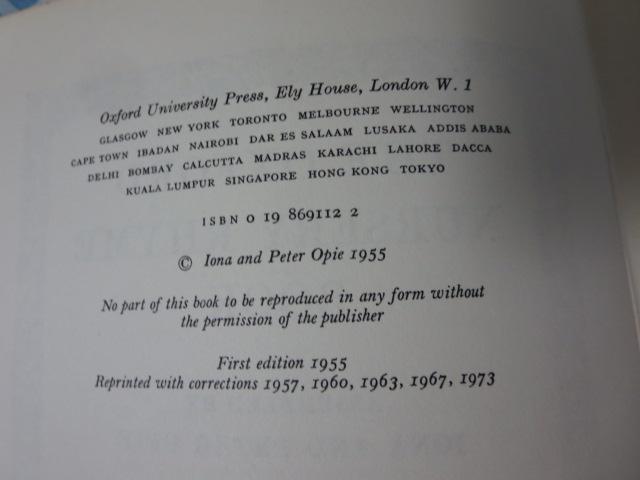 Oxford University Press, Ely House, London W. 1
GLASGOW NEW YORK TORONTO MELBOURNE WELLINGTON
CAPE TOWN IBADAN NAIROBI DAR ES SALAAM LUSAKA ADDIS ABABA
DELHI BOMBAY CALCUTTA MADRAS KARACHI LAHORE DACCA
KUALA LUMPUR SINGAPORE HONG KONG TOKYO
ISBN 0 19 869112 2
© Iona and Peter Opie 1955
No part of this book to be reproduced in any form without
the permission of the publisher
First edition 1955
Reprinted with corrections 1957, 1960, 1963, 1967, 1973